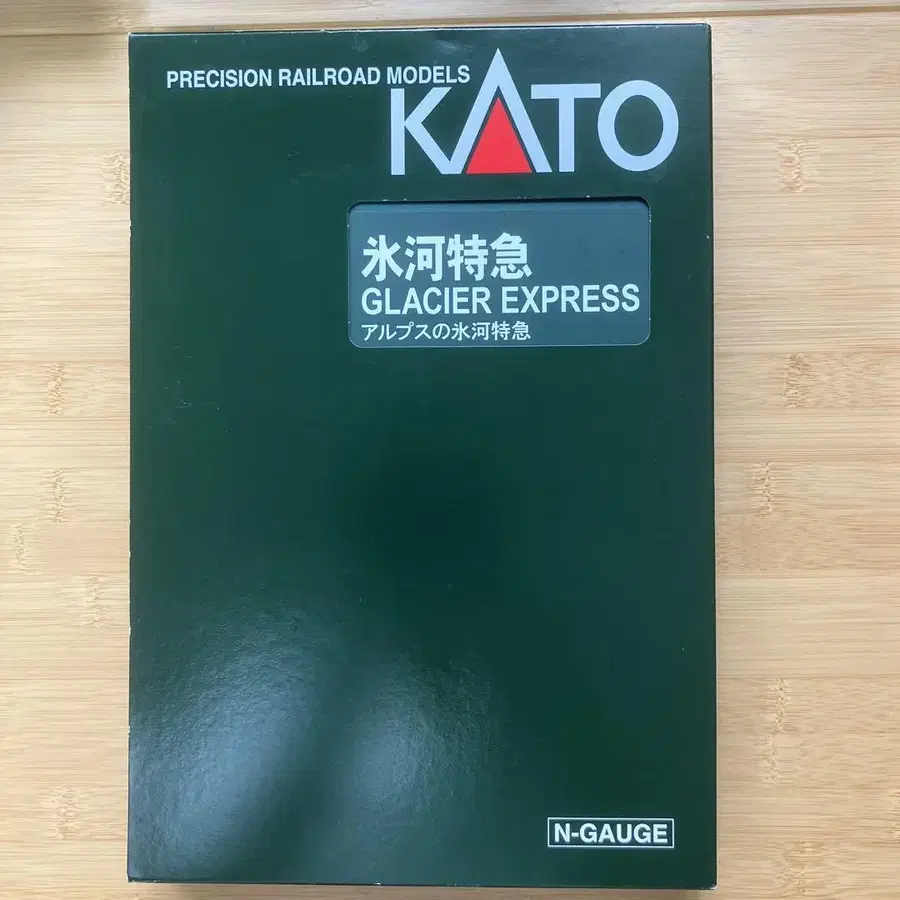 PRECISION RAILROAD MODELS
KATO
氷河特急
GLACIER EXPRESS
アルプスの氷河特急
N-GAUGE